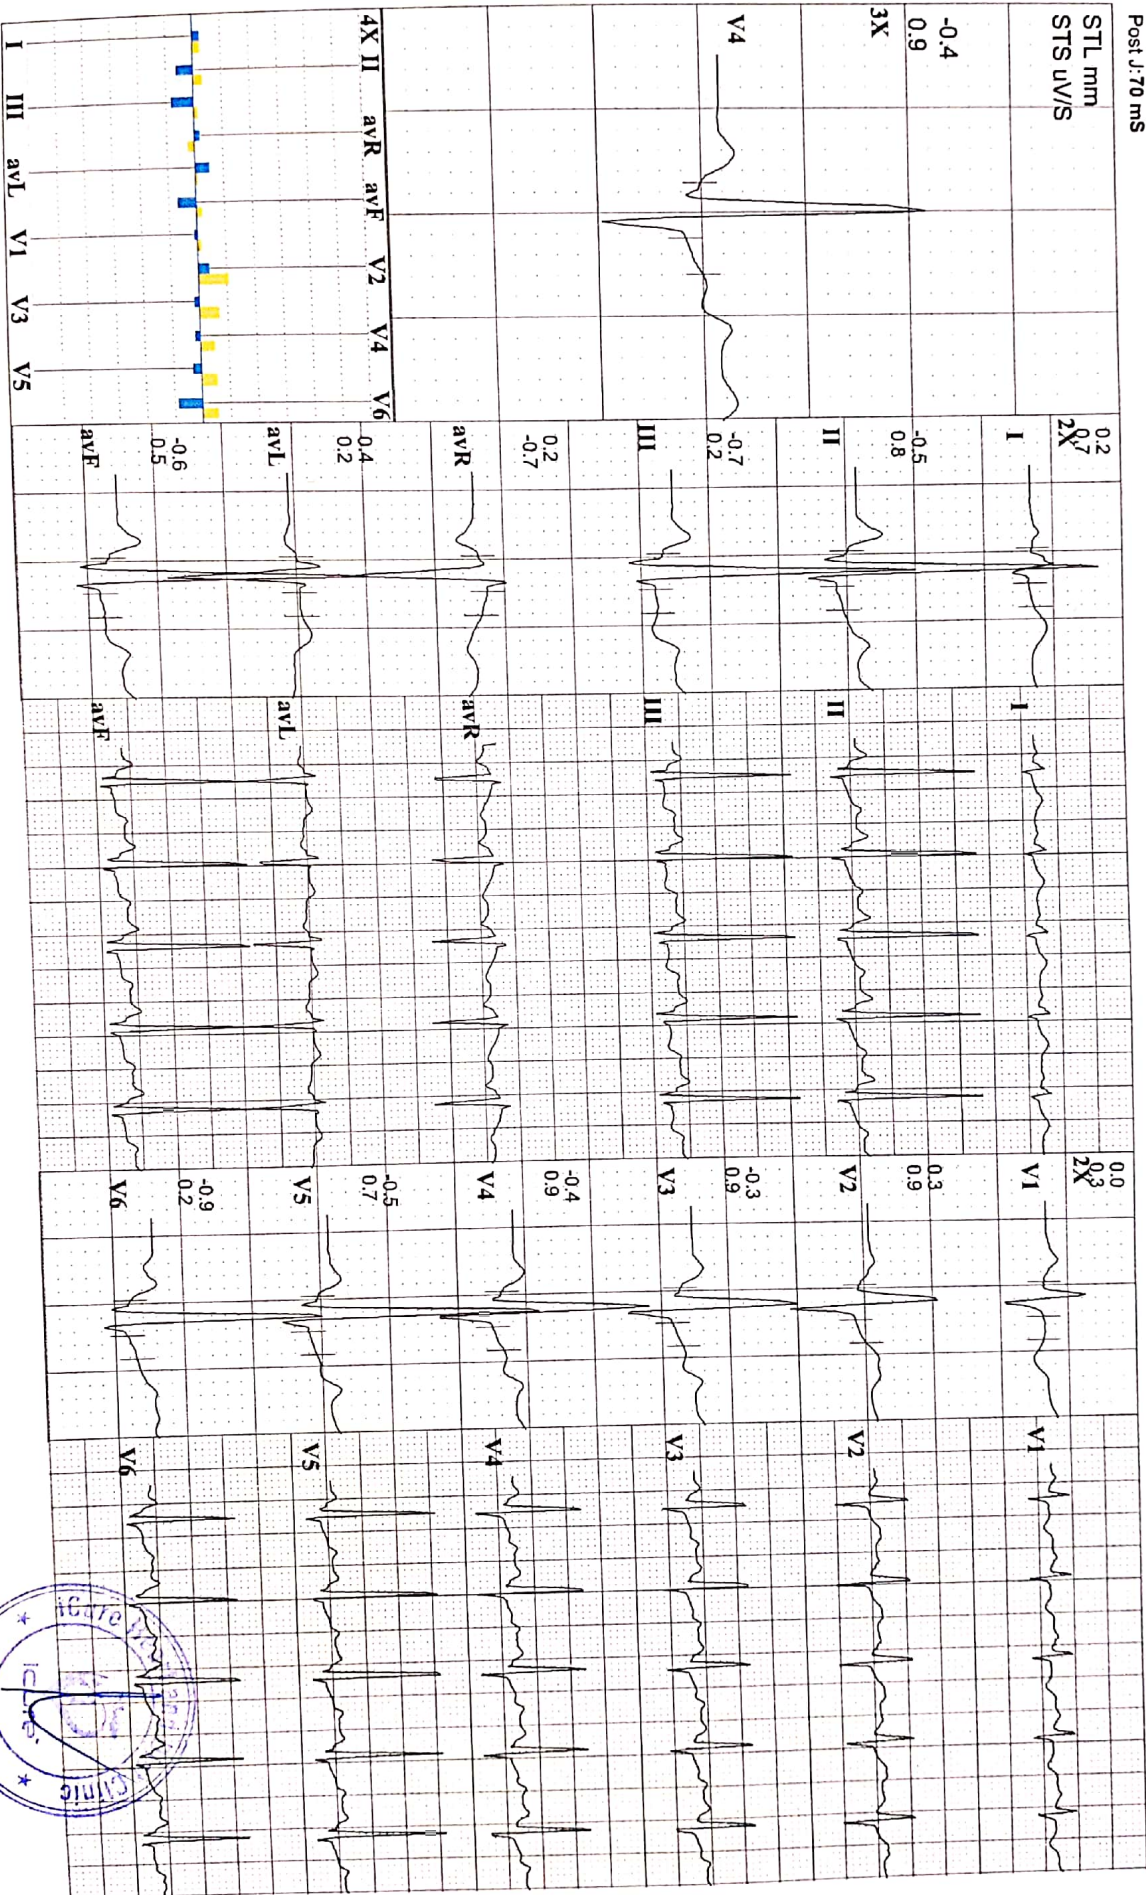 Post J:70 mS
STL mm
STS uV/S
-0.4
0.9
3X
V4
4X II avR avF V2 V4 V6
I III avL V1 V3 V5
0.2
0.7
2X
I
-0.5
0.8
II
-0.7
0.2
III
0.2
-0.7
avR
0.4
0.2
avL
-0.6
0.5
avF
I
II
III
avR
avL
avF
0.0
0.3
2X
V1
0.3
0.9
V2
-0.3
0.9
V3
-0.4
0.9
V4
-0.5
0.7
V5
-0.9
0.2
V6
V1
V2
V3
V4
V5
V6
iCare
Clinic